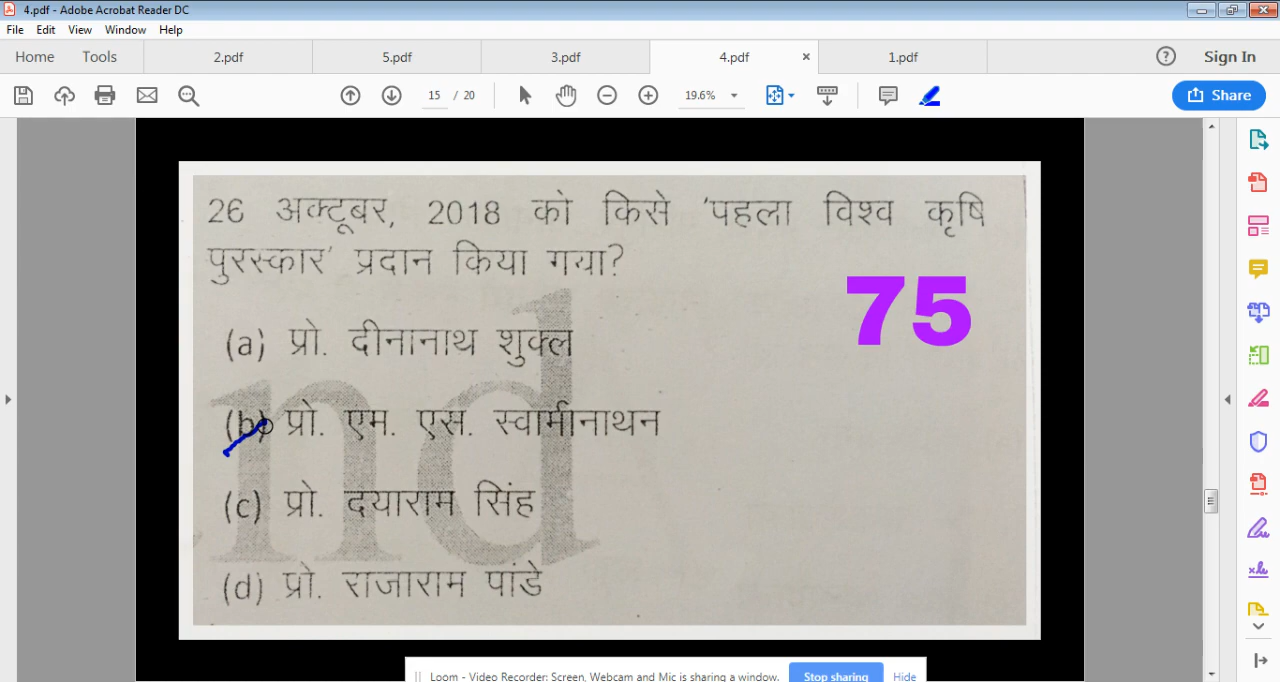 4.pdf - Adobe Acrobat Reader DC
File Edit View Window Help
Home Tools 2.pdf 5.pdf 3.pdf 4.pdf × 1.pdf ? Sign In
15 / 20 19.6% Share
26 अक्टूबर, 2018 को किसे 'पहला विश्व कृषि
पुरस्कार' प्रदान किया गया?
75
(a) प्रो. दीनानाथ शुक्ल
(b) प्रो. एम. एस. स्वामीनाथन
(c) प्रो. दयाराम सिंह
(d) प्रो. राजाराम पांडे
nd
Loom - Video Recorder: Screen, Webcam and Mic is sharing a window. Stop sharing Hide